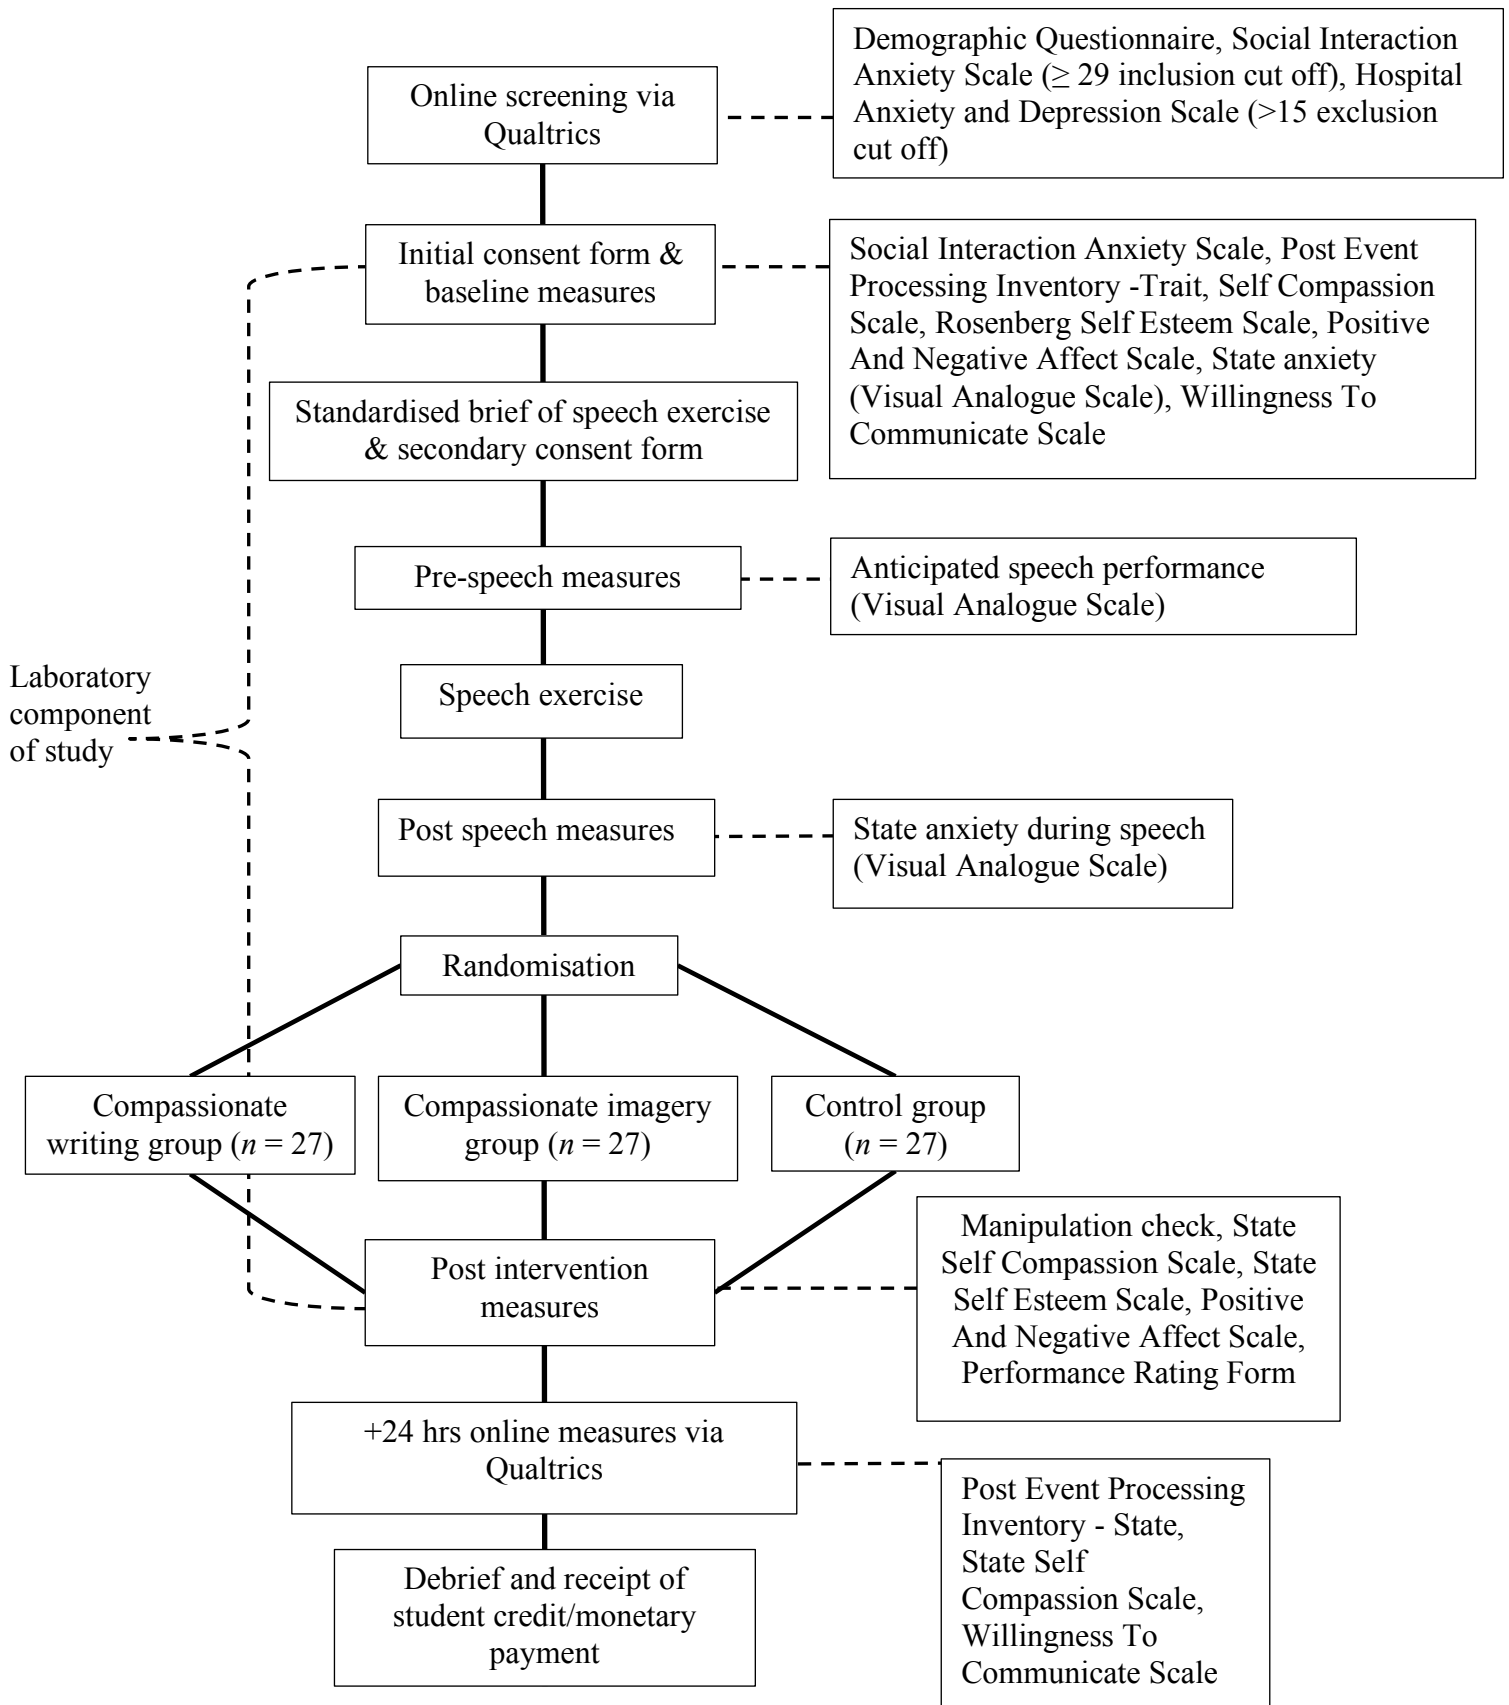 Online screening via
Qualtrics
Demographic Questionnaire, Social Interaction
Anxiety Scale (≥ 29 inclusion cut off), Hospital
Anxiety and Depression Scale (>15 exclusion
cut off)
Initial consent form &
baseline measures
Social Interaction Anxiety Scale, Post Event
Processing Inventory -Trait, Self Compassion
Scale, Rosenberg Self Esteem Scale, Positive
And Negative Affect Scale, State anxiety
(Visual Analogue Scale), Willingness To
Communicate Scale
Standardised brief of speech exercise
& secondary consent form
Pre-speech measures
Anticipated speech performance
(Visual Analogue Scale)
Laboratory
component
of study
Speech exercise
Post speech measures
State anxiety during speech
(Visual Analogue Scale)
Randomisation
Compassionate
writing group (n = 27)
Compassionate imagery
group (n = 27)
Control group
(n = 27)
Post intervention
measures
Manipulation check, State
Self Compassion Scale, State
Self Esteem Scale, Positive
And Negative Affect Scale,
Performance Rating Form
+24 hrs online measures via
Qualtrics
Post Event Processing
Inventory - State,
State Self
Compassion Scale,
Willingness To
Communicate Scale
Debrief and receipt of
student credit/monetary
payment